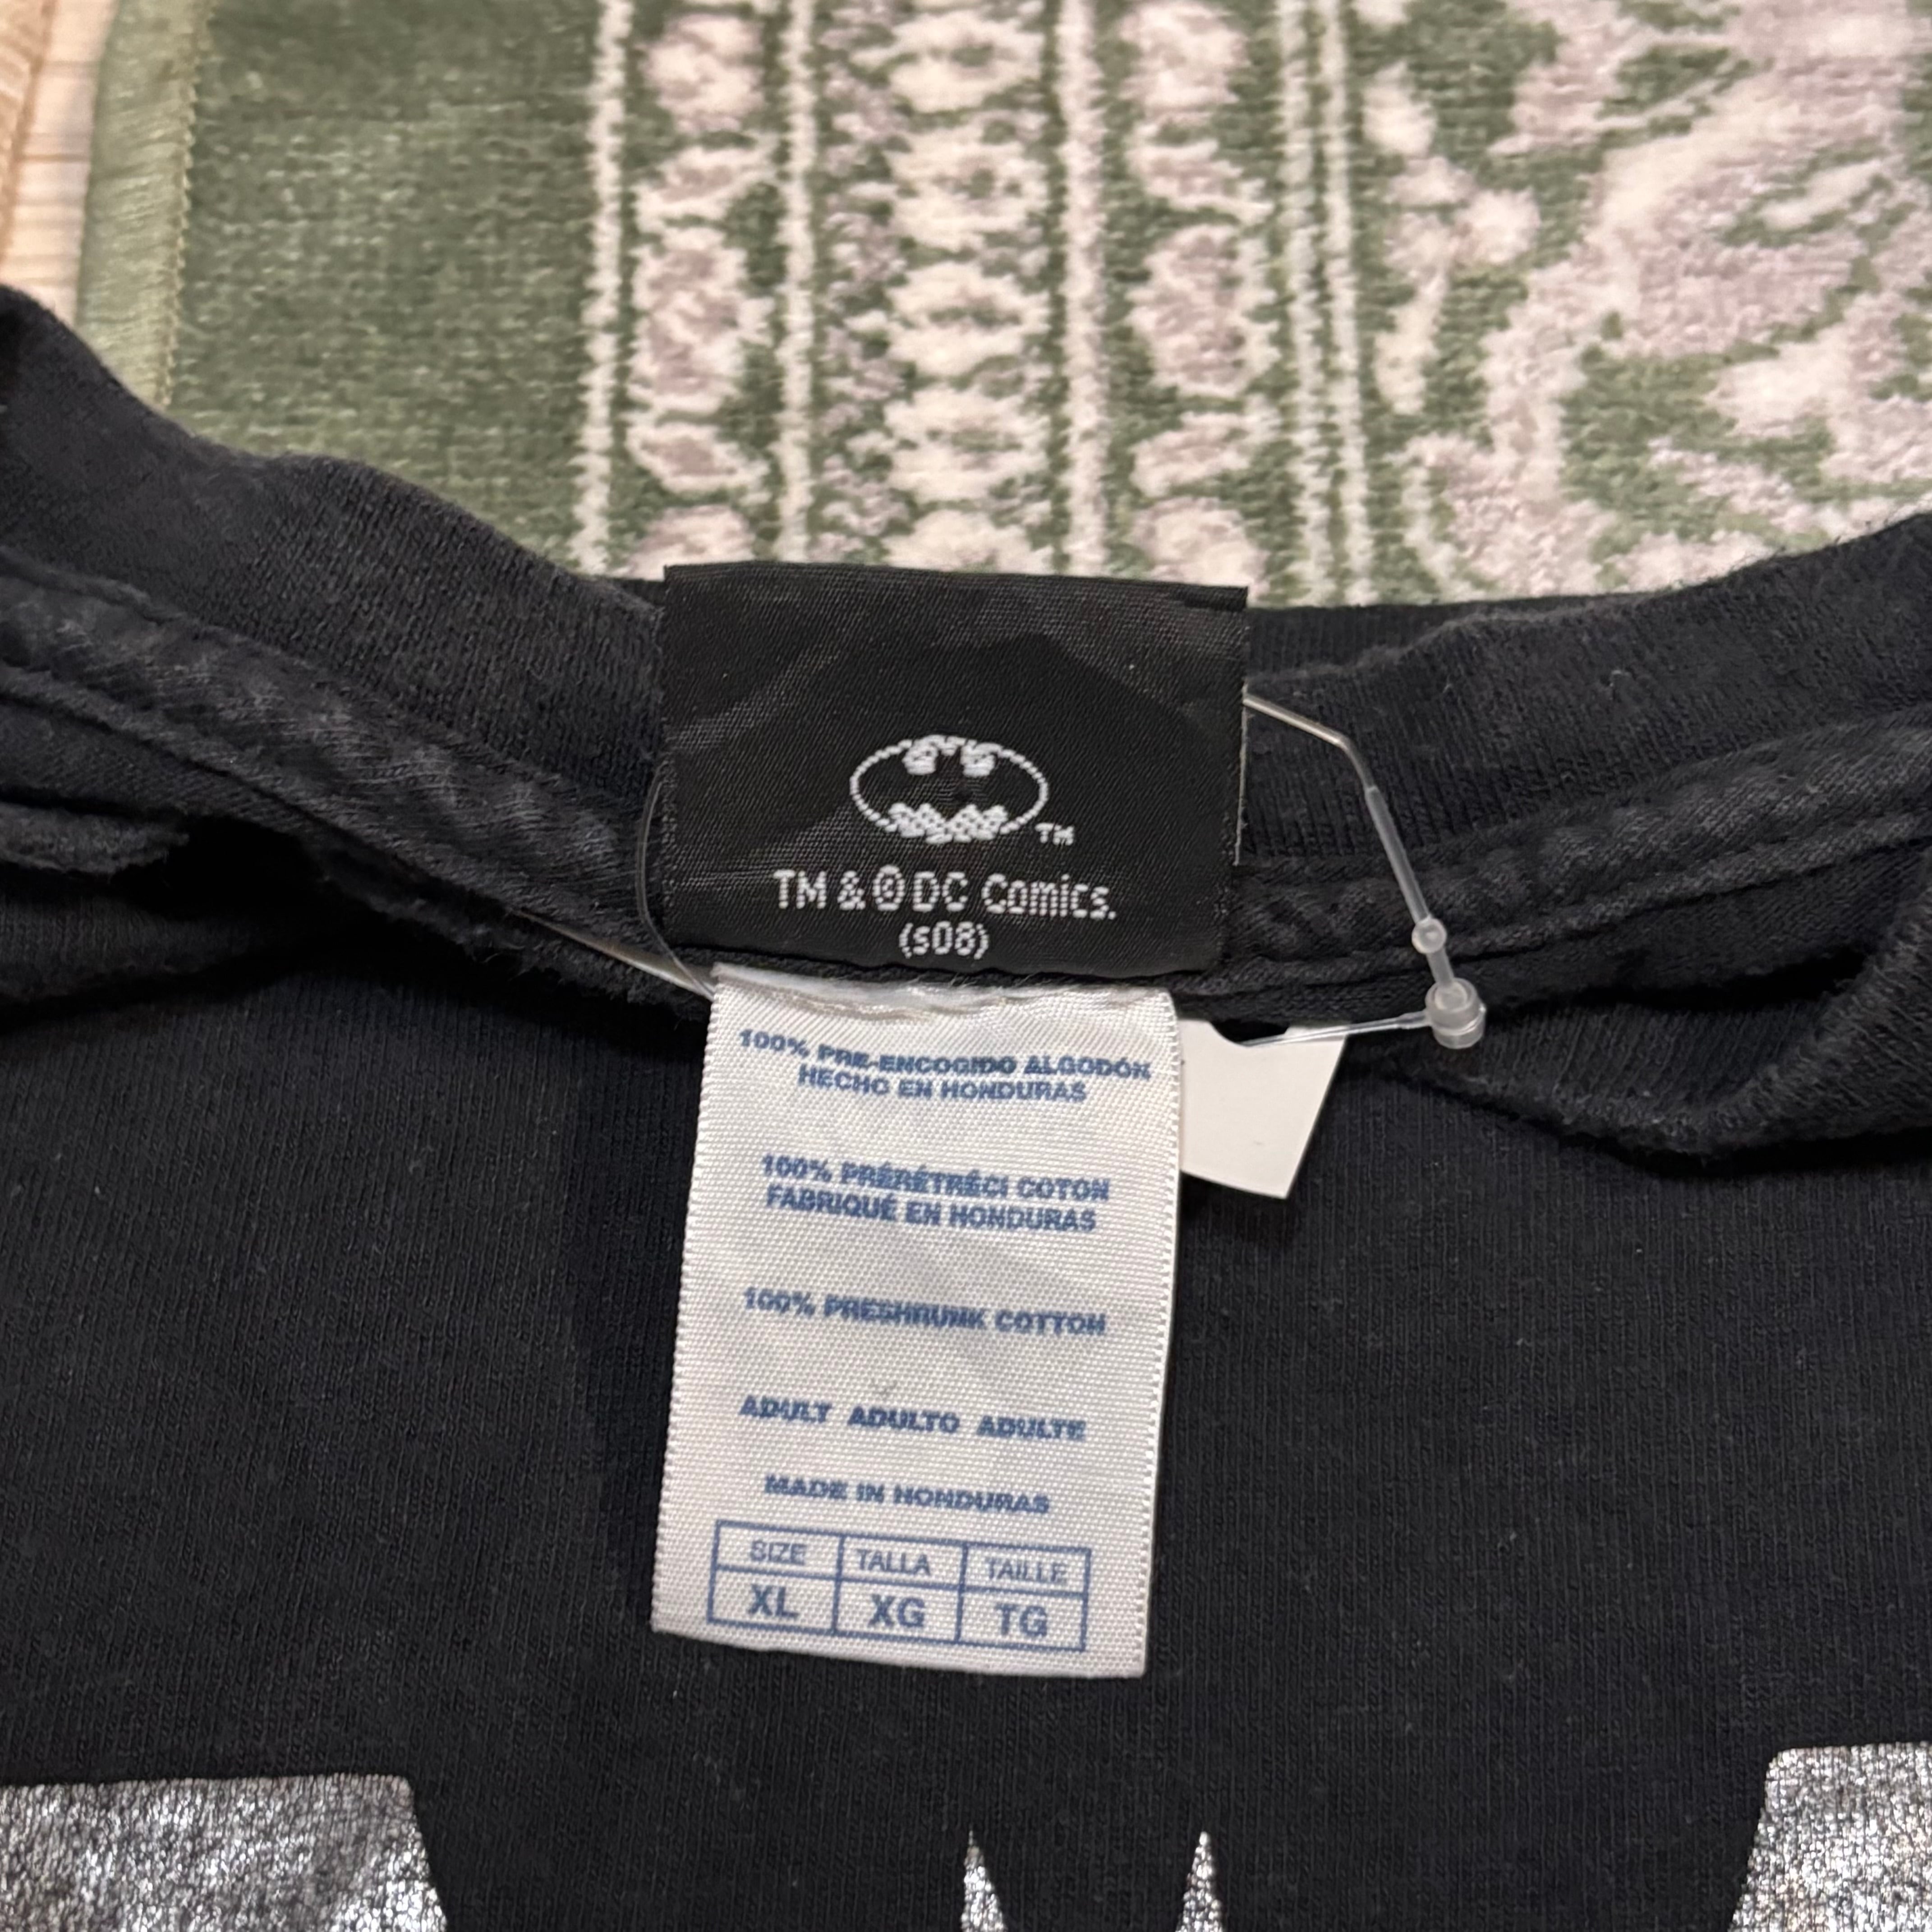 TM
TM & © DC Comics.
(s08)
100% PRE-ENCOGIDO ALGODÓN
HECHO EN HONDURAS
100% PRÉRÉTRÉCI COTON
FABRIQUÉ EN HONDURAS
100% PRESHRUNK COTTON
ADULT ADULTO ADULTE
MADE IN HONDURAS
SIZE TALLA TAILLE
XL XG TG